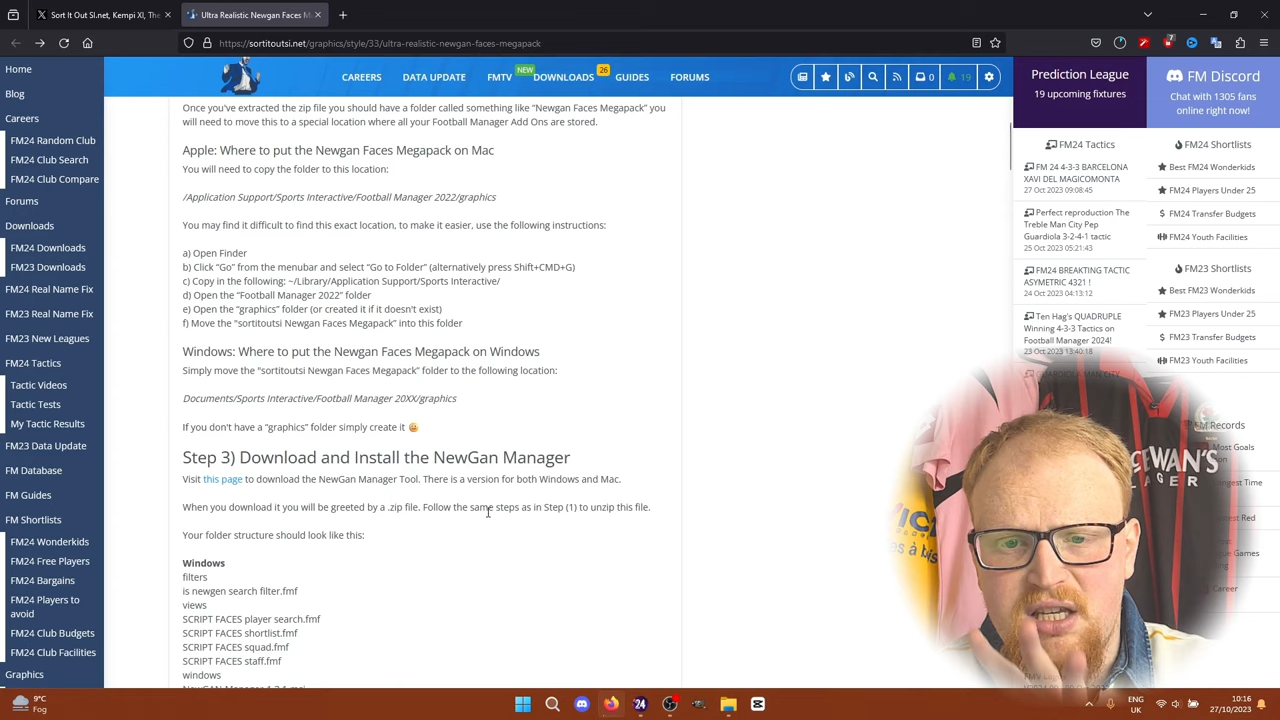 Sort It Out SI.net, Kempi XI, The
Ultra Realistic Newgan Faces M
https://sortitoutsi.net/graphics/style/33/ultra-realistic-newgan-faces-megapack
CAREERS
DATA UPDATE
FMTV
NEW
DOWNLOADS
26
GUIDES
FORUMS
0
19
Home
Blog
Careers
FM24 Random Club
FM24 Club Search
FM24 Club Compare
Forums
Downloads
FM24 Downloads
FM23 Downloads
FM24 Real Name Fix
FM23 Real Name Fix
FM23 New Leagues
FM24 Tactics
Tactic Videos
Tactic Tests
My Tactic Results
FM23 Data Update
FM Database
FM Guides
FM Shortlists
FM24 Wonderkids
FM24 Free Players
FM24 Bargains
FM24 Players to
avoid
FM24 Club Budgets
FM24 Club Facilities
Graphics
Once you've extracted the zip file you should have a folder called something like “Newgan Faces Megapack” you
will need to move this to a special location where all your Football Manager Add Ons are stored.
Apple: Where to put the Newgan Faces Megapack on Mac
You will need to copy the folder to this location:
/Application Support/Sports Interactive/Football Manager 2022/graphics
You may find it difficult to find this exact location, to make it easier, use the following instructions:
a) Open Finder
b) Click “Go” from the menubar and select “Go to Folder” (alternatively press Shift+CMD+G)
c) Copy in the following: ~/Library/Application Support/Sports Interactive/
d) Open the “Football Manager 2022” folder
e) Open the “graphics” folder (or created it if it doesn't exist)
f) Move the “sortitoutsi Newgan Faces Megapack” into this folder
Windows: Where to put the Newgan Faces Megapack on Windows
Simply move the “sortitoutsi Newgan Faces Megapack” folder to the following location:
Documents/Sports Interactive/Football Manager 20XX/graphics
If you don't have a “graphics” folder simply create it
Step 3) Download and Install the NewGan Manager
Visit this page to download the NewGan Manager Tool. There is a version for both Windows and Mac.
When you download it you will be greeted by a .zip file. Follow the same steps as in Step (1) to unzip this file.
Your folder structure should look like this:
Windows
filters
is newgen search filter.fmf
views
SCRIPT FACES player search.fmf
SCRIPT FACES shortlist.fmf
SCRIPT FACES squad.fmf
SCRIPT FACES staff.fmf
windows
Prediction League
19 upcoming fixtures
FM24 Tactics
FM 24 4-3-3 BARCELONA
XAVI DEL MAGICOMONTA
27 Oct 2023 09:08:45
Perfect reproduction The
Treble Man City Pep
Guardiola 3-2-4-1 tactic
25 Oct 2023 05:21:43
FM24 BREAKTING TACTIC
ASYMETRIC 4321 !
24 Oct 2023 04:13:12
Ten Hag's QUADRUPLE
Winning 4-3-3 Tactics on
Football Manager 2024!
23 Oct 2023 13:40:18
FM Discord
Chat with 1305 fans
online right now!
FM24 Shortlists
Best FM24 Wonderkids
FM24 Players Under 25
FM24 Transfer Budgets
FM24 Youth Facilities
FM23 Shortlists
Best FM23 Wonderkids
FM23 Players Under 25
FM23 Transfer Budgets
FM23 Youth Facilities
FM Records
Most Goals
Longest Time
Red
Games
Career
9°C
Fog
24
ENG
UK
10:16
27/10/2023